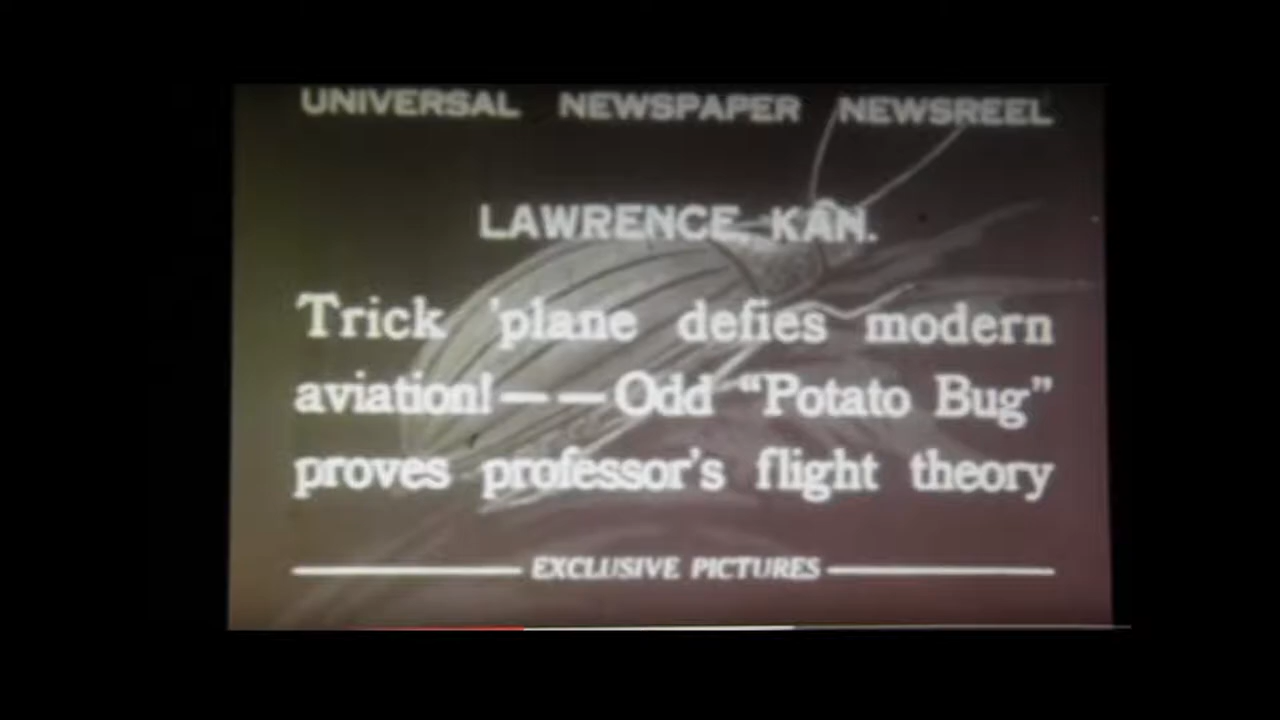 UNIVERSAL NEWSPAPER NEWSREEL
LAWRENCE, KAN.
Trick 'plane defies modern
aviation!——Odd “Potato Bug”
proves professor's flight theory
EXCLUSIVE PICTURES